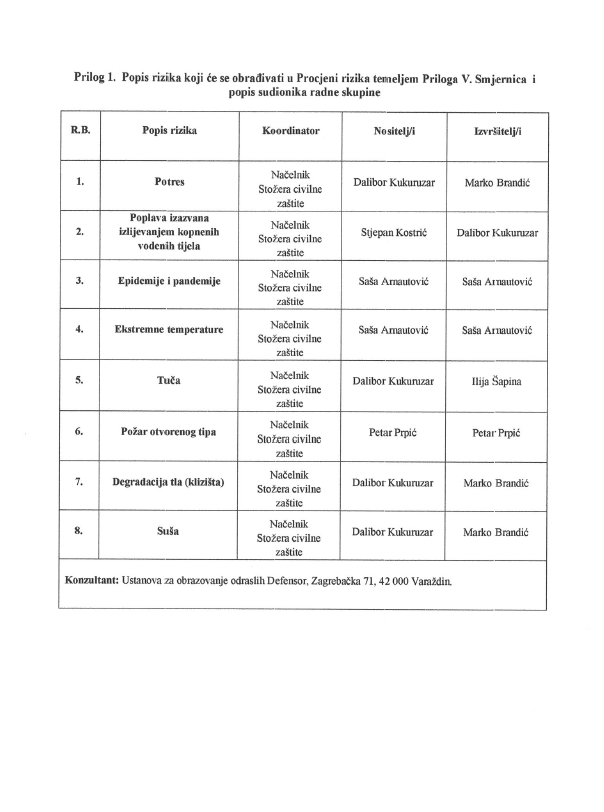 Prilog 1. Popis rizika koji će se obrađivati u Procjeni rizika temeljem Priloga V. Smjernica i
popis sudionika radne skupine
R.B. Popis rizika Koordinator Nositelj/i Izvršitelj/i
1. Potres Načelnik Stožera civilne zaštite Dalibor Kukuruzar Marko Brandić
2. Poplava izazvana izlijevanjem kopnenih vodenih tijela Načelnik Stožera civilne zaštite Stjepan Kostrić Dalibor Kukuruzar
3. Epidemije i pandemije Načelnik Stožera civilne zaštite Saša Arnautović Saša Arnautović
4. Ekstremne temperature Načelnik Stožera civilne zaštite Saša Arnautović Saša Arnautović
5. Tuča Načelnik Stožera civilne zaštite Dalibor Kukuruzar Ilija Šapina
6. Požar otvorenog tipa Načelnik Stožera civilne zaštite Petar Prpić Petar Prpić
7. Degradacija tla (klizišta) Načelnik Stožera civilne zaštite Dalibor Kukuruzar Marko Brandić
8. Suša Načelnik Stožera civilne zaštite Dalibor Kukuruzar Marko Brandić
Konzultant: Ustanova za obrazovanje odraslih Defensor, Zagrebačka 71, 42 000 Varaždin.